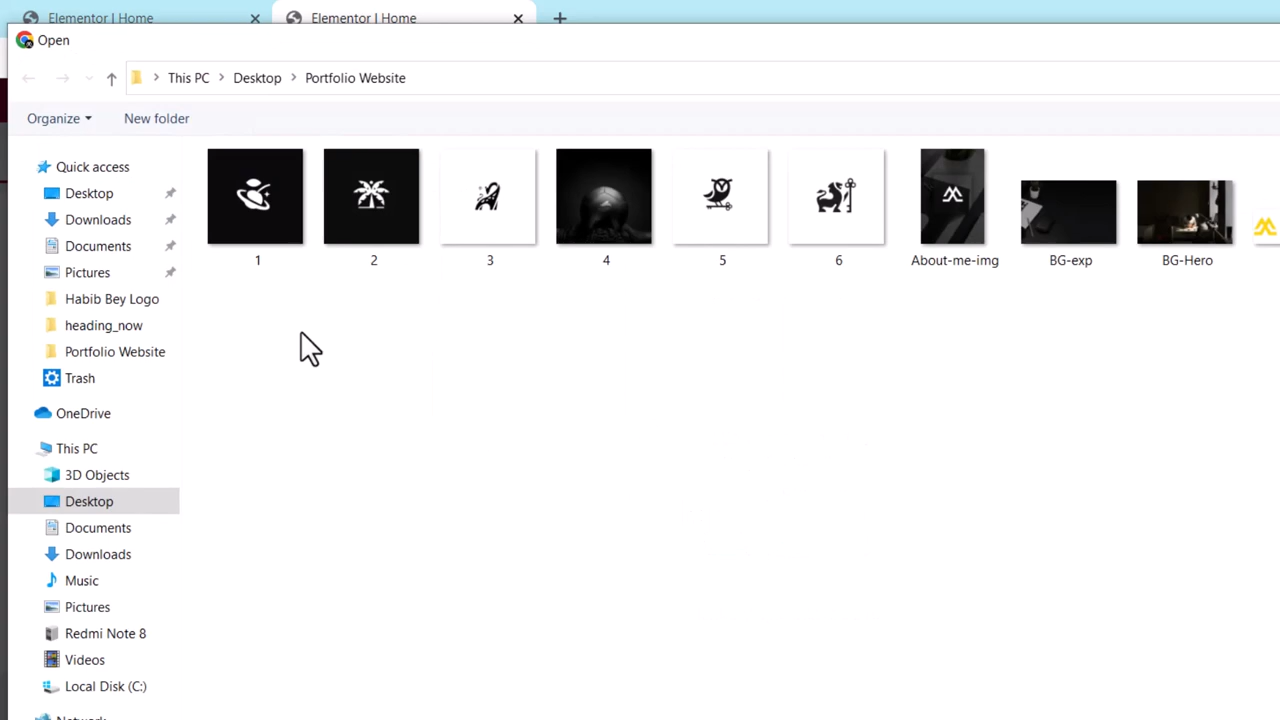 Elementor | Home
Elementor | Home
Open
This PC
Desktop
Portfolio Website
Organize
New folder
Quick access
Desktop
Downloads
Documents
Pictures
Habib Bey Logo
heading_now
Portfolio Website
Trash
OneDrive
This PC
3D Objects
Desktop
Documents
Downloads
Music
Pictures
Redmi Note 8
Videos
Local Disk (C:)
Network
1
2
3
4
5
6
About-me-img
BG-exp
BG-Hero